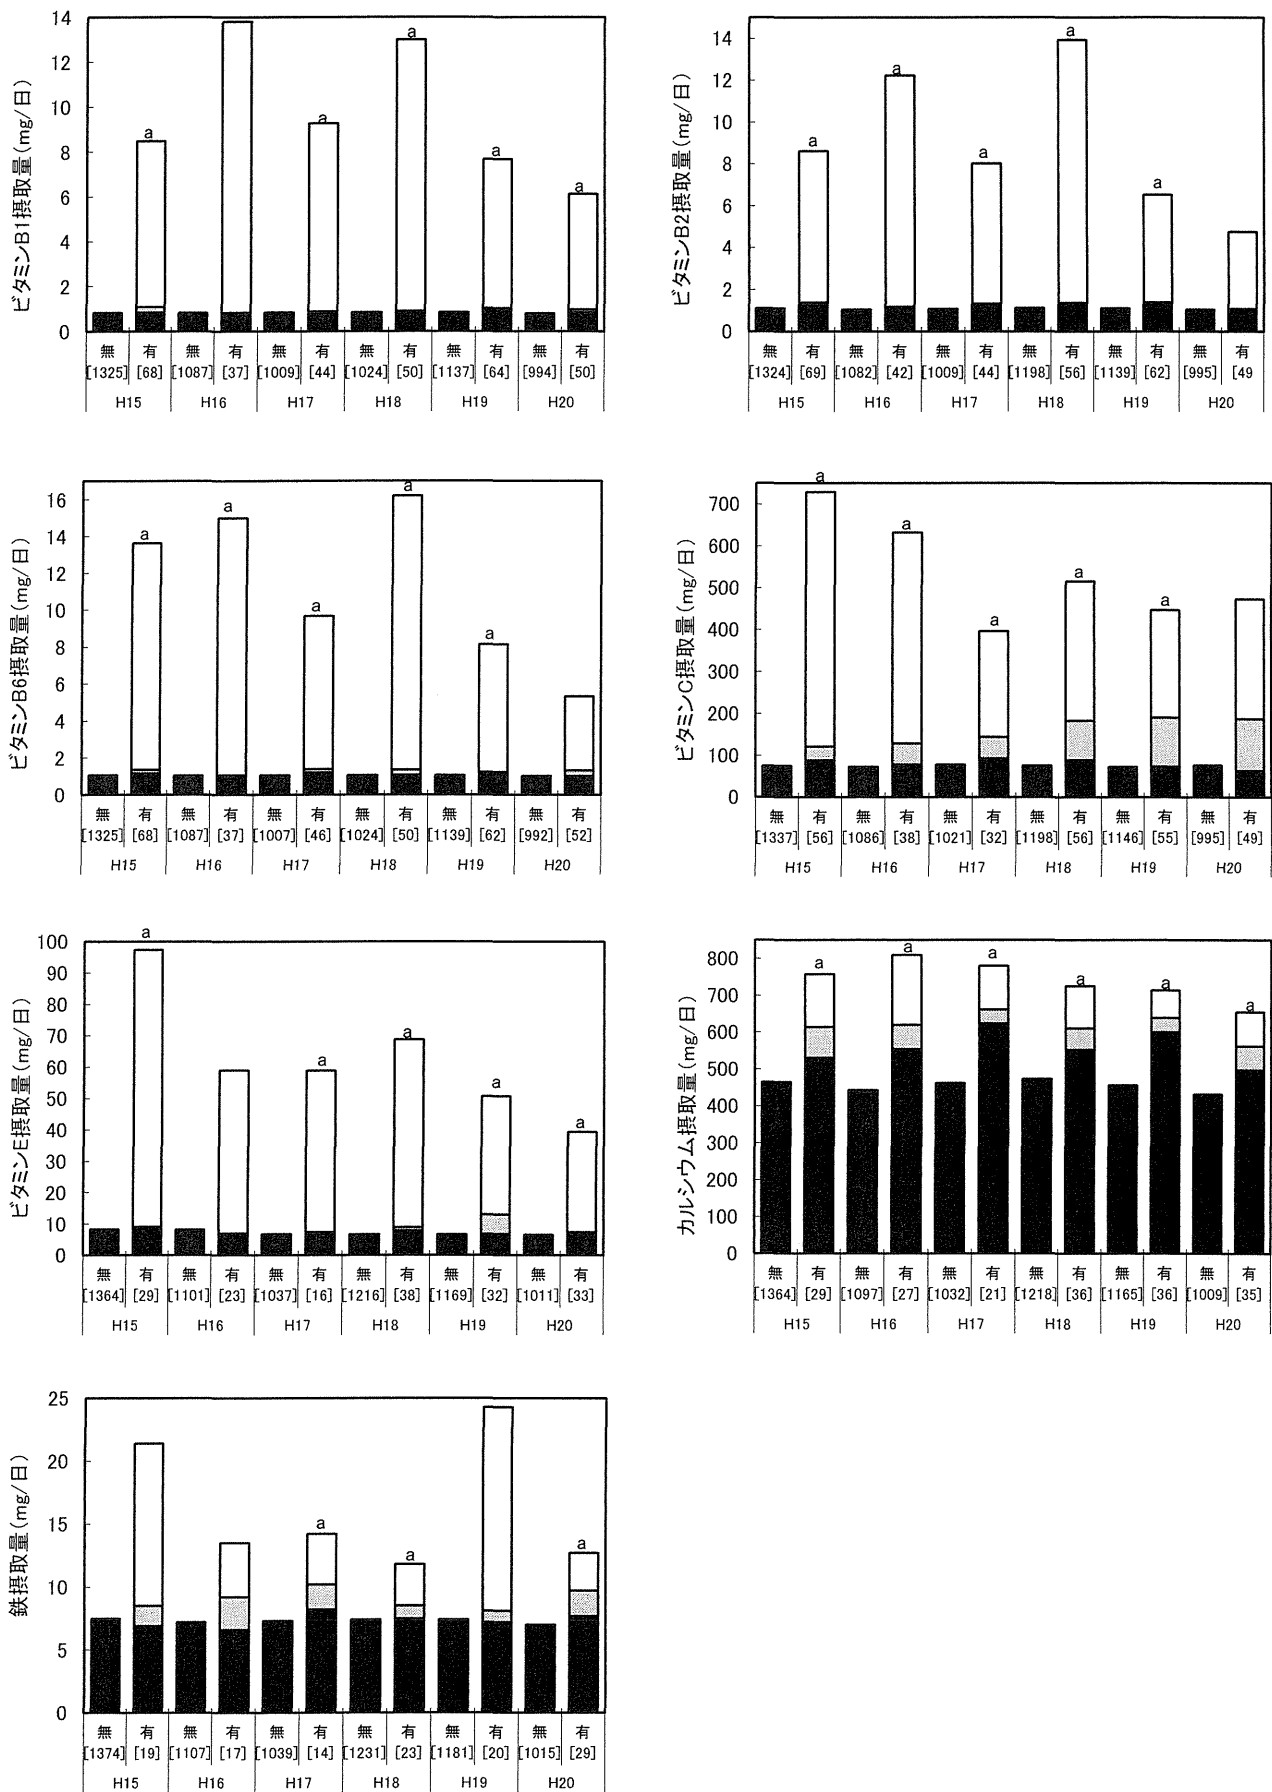 ビタミンB1摂取量(mg/日)
14
12
10
8
6
4
2
0
a a a a a
無 有 無 有 無 有 無 有 無 有 無 有
[1325] [68] [1087] [37] [1009] [44] [1024] [50] [1137] [64] [994] [50]
H15 H16 H17 H18 H19 H20
ビタミンB2摂取量(mg/日)
14
12
10
8
6
4
2
0
a a a a a
無 有 無 有 無 有 無 有 無 有 無 有
[1324] [69] [1082] [42] [1009] [44] [1198] [56] [1139] [62] [995] [49
H15 H16 H17 H18 H19 H20
ビタミンB6摂取量(mg/日)
16
14
12
10
8
6
4
2
0
a a a a a
無 有 無 有 無 有 無 有 無 有 無 有
[1325] [68] [1087] [37] [1007] [46] [1024] [50] [1139] [62] [992] [52]
H15 H16 H17 H18 H19 H20
ビタミンC摂取量(mg/日)
700
600
500
400
300
200
100
0
a a a a a
無 有 無 有 無 有 無 有 無 有 無 有
[1337] [56] [1086] [38] [1021] [32] [1198] [56] [1146] [55] [995] [49]
H15 H16 H17 H18 H19 H20
ビタミンE摂取量(mg/日)
100
90
80
70
60
50
40
30
20
10
0
a a a a a
無 有 無 有 無 有 無 有 無 有 無 有
[1364] [29] [1101] [23] [1037] [16] [1216] [38] [1169] [32] [1011] [33]
H15 H16 H17 H18 H19 H20
カルシウム摂取量(mg/日)
800
700
600
500
400
300
200
100
0
a a a a a a
無 有 無 有 無 有 無 有 無 有 無 有
[1364] [29] [1097] [27] [1032] [21] [1218] [36] [1165] [36] [1009] [35]
H15 H16 H17 H18 H19 H20
鉄摂取量(mg/日)
25
20
15
10
5
0
a a a
無 有 無 有 無 有 無 有 無 有 無 有
[1374] [19] [1107] [17] [1039] [14] [1231] [23] [1181] [20] [1015] [29]
H15 H16 H17 H18 H19 H20